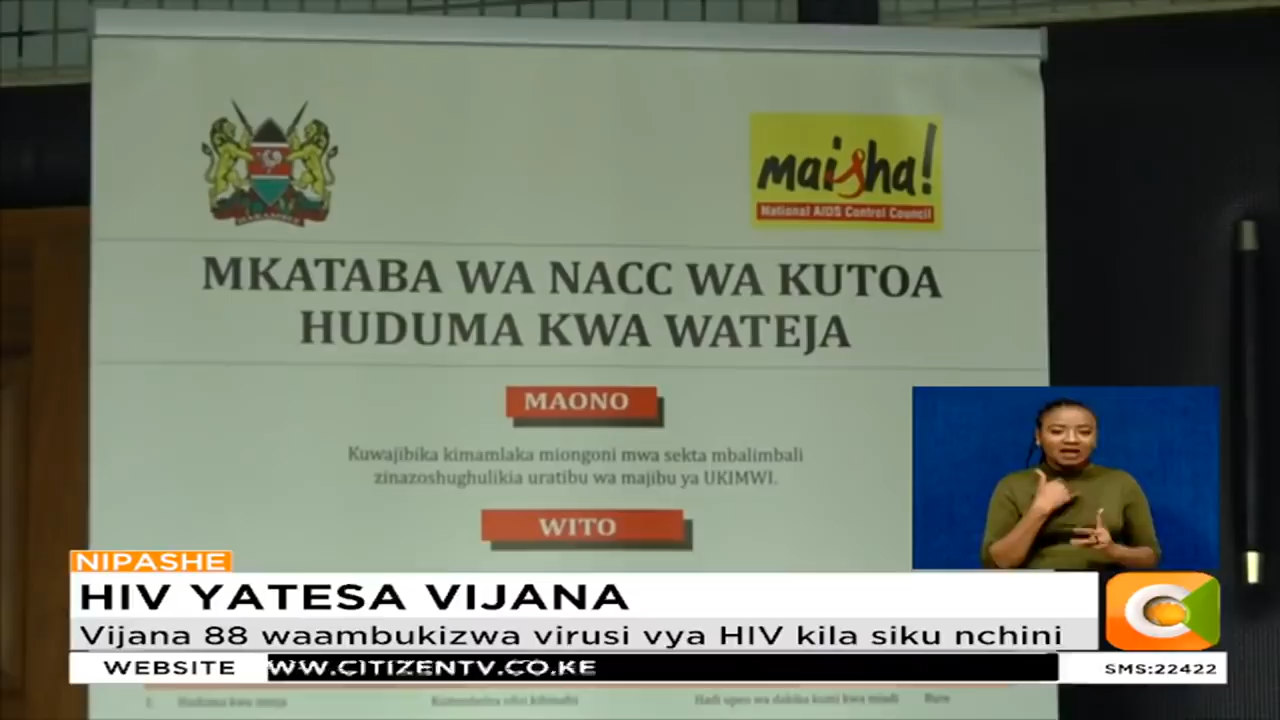 HARAMBEE
maisha!
National AIDS Control Council
MKATABA WA NACC WA KUTOA
HUDUMA KWA WATEJA
MAONO
Kuwajibika kimamlaka miongoni mwa sekta mbalimbali
zinazoshughulikia uratibu wa majibu ya UKIMWI.
WITO
NIPASHE
HIV YATESA VIJANA
Vijana 88 waambukizwa virusi vya HIV kila siku nchini
WEBSITE
WW.CITIZENTV.CO.KE
SMS:22422